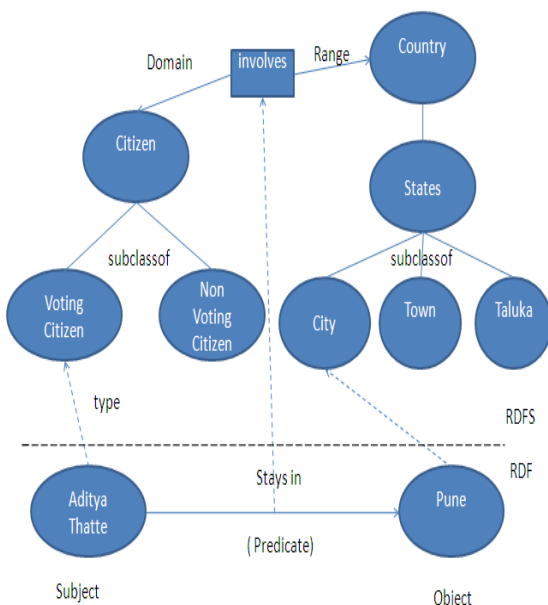 involves
Range
Country
Domain
Citizen
States
subclassof
subclassof
Voting
Citizen
Non
Voting
Citizen
City
Town
Taluka
type
RDFS
RDF
Stays in
Aditya
Thatte
Pune
( Predicate)
Subject
Object